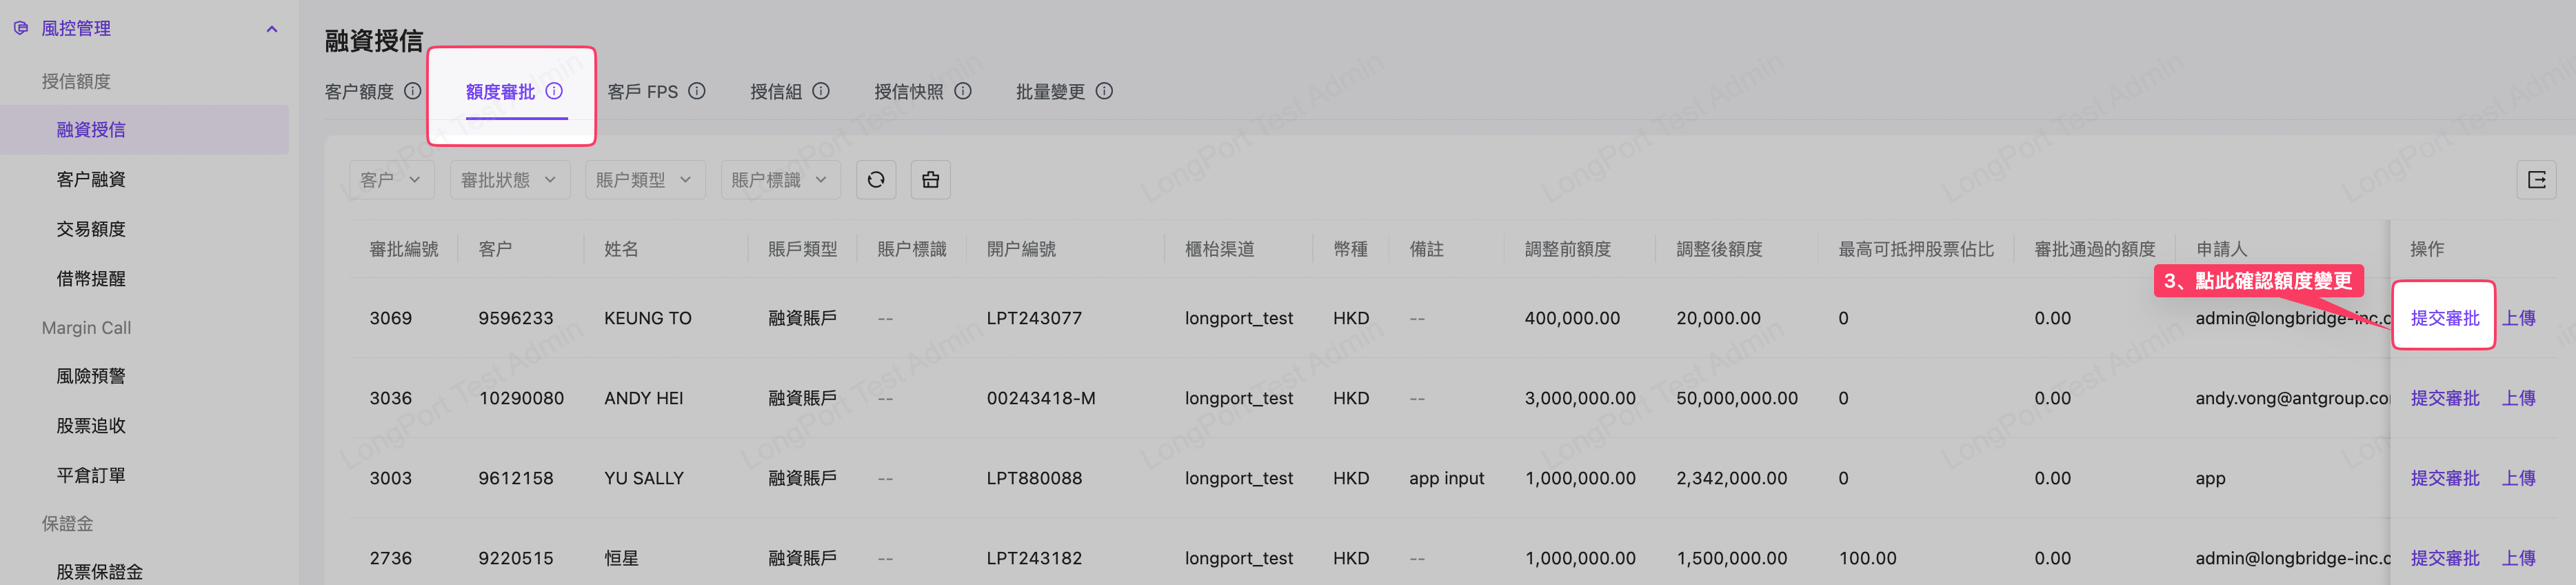 風控管理
授信額度
融資授信
客户融資
交易額度
借幣提醒
Margin Call
風險預警
股票追收
平倉訂單
保證金
股票保證金
融資授信
客户額度 額度審批 客戶 FPS 授信組 授信快照 批量變更
客户 審批狀態 賬户類型 賬户標識
審批編號 客户 姓名 賬戶類型 賬户標識 開户編號 櫃枱渠道 幣種 備註 調整前額度 調整後額度 最高可抵押股票佔比 審批通過的額度 申請人 操作
3、點此確認額度變更
3069 9596233 KEUNG TO 融資賬戶 -- LPT243077 longport_test HKD -- 400,000.00 20,000.00 0 0.00 admin@longbridge-inc.c 提交審批 上傳
3036 10290080 ANDY HEI 融資賬戶 -- 00243418-M longport_test HKD -- 3,000,000.00 50,000,000.00 0 0.00 andy.vong@antgroup.co 提交審批 上傳
3003 9612158 YU SALLY 融資賬戶 -- LPT880088 longport_test HKD app input 1,000,000.00 2,342,000.00 0 0.00 app 提交審批 上傳
2736 9220515 恒星 融資賬戶 -- LPT243182 longport_test HKD -- 1,000,000.00 1,500,000.00 100.00 0.00 admin@longbridge-inc.c 提交審批 上傳
LongPort Test Admin